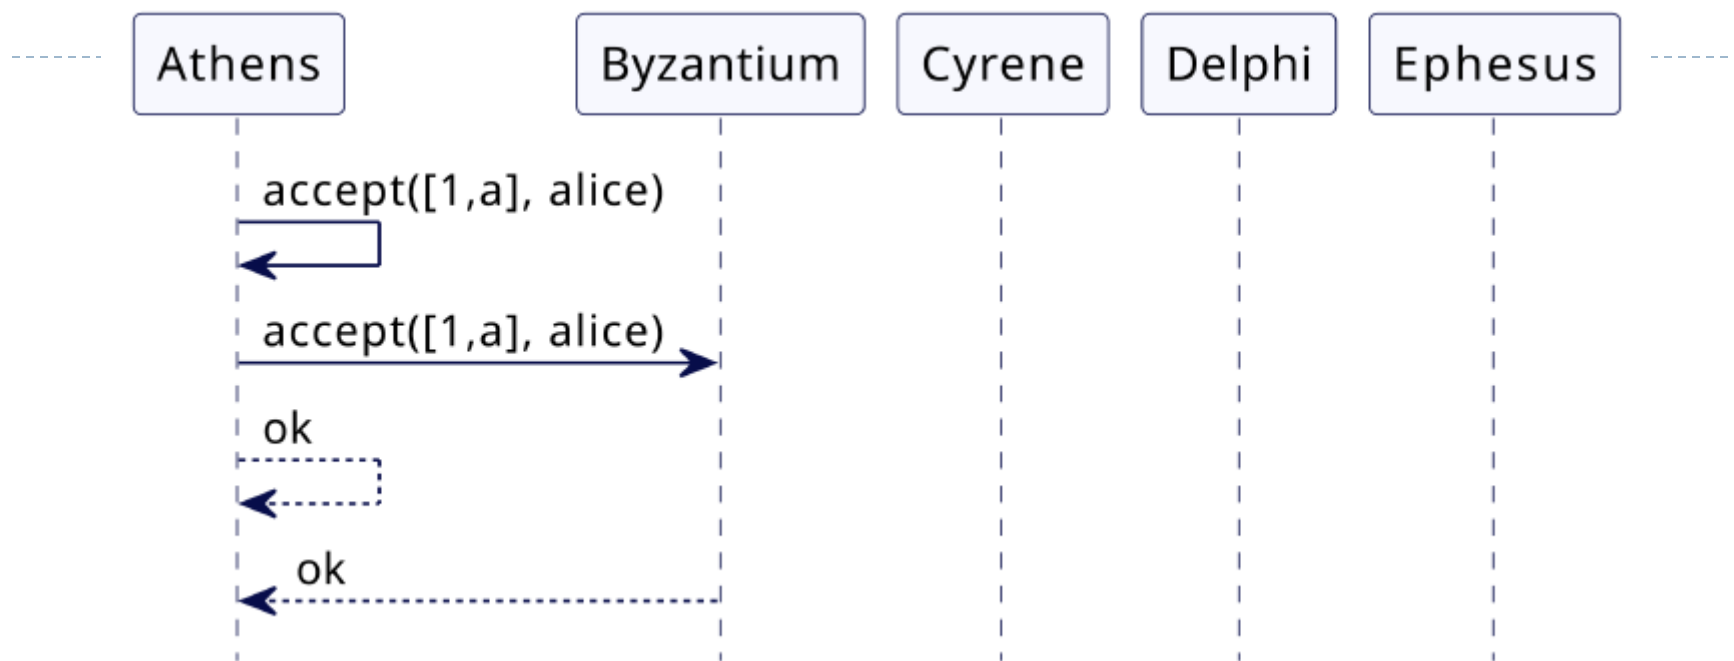 Athens Byzantium Cyrene Delphi Ephesus
accept([1,a], alice)
accept([1,a], alice)
ok
ok